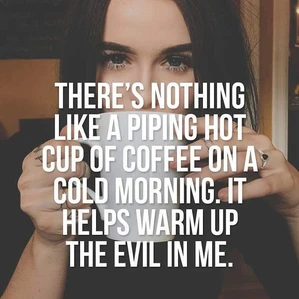 THERE'S NOTHING
LIKE A PIPING HOT
CUP OF COFFEE ON A
COLD MORNING. IT
HELPS WARM UP
THE EVIL IN ME.